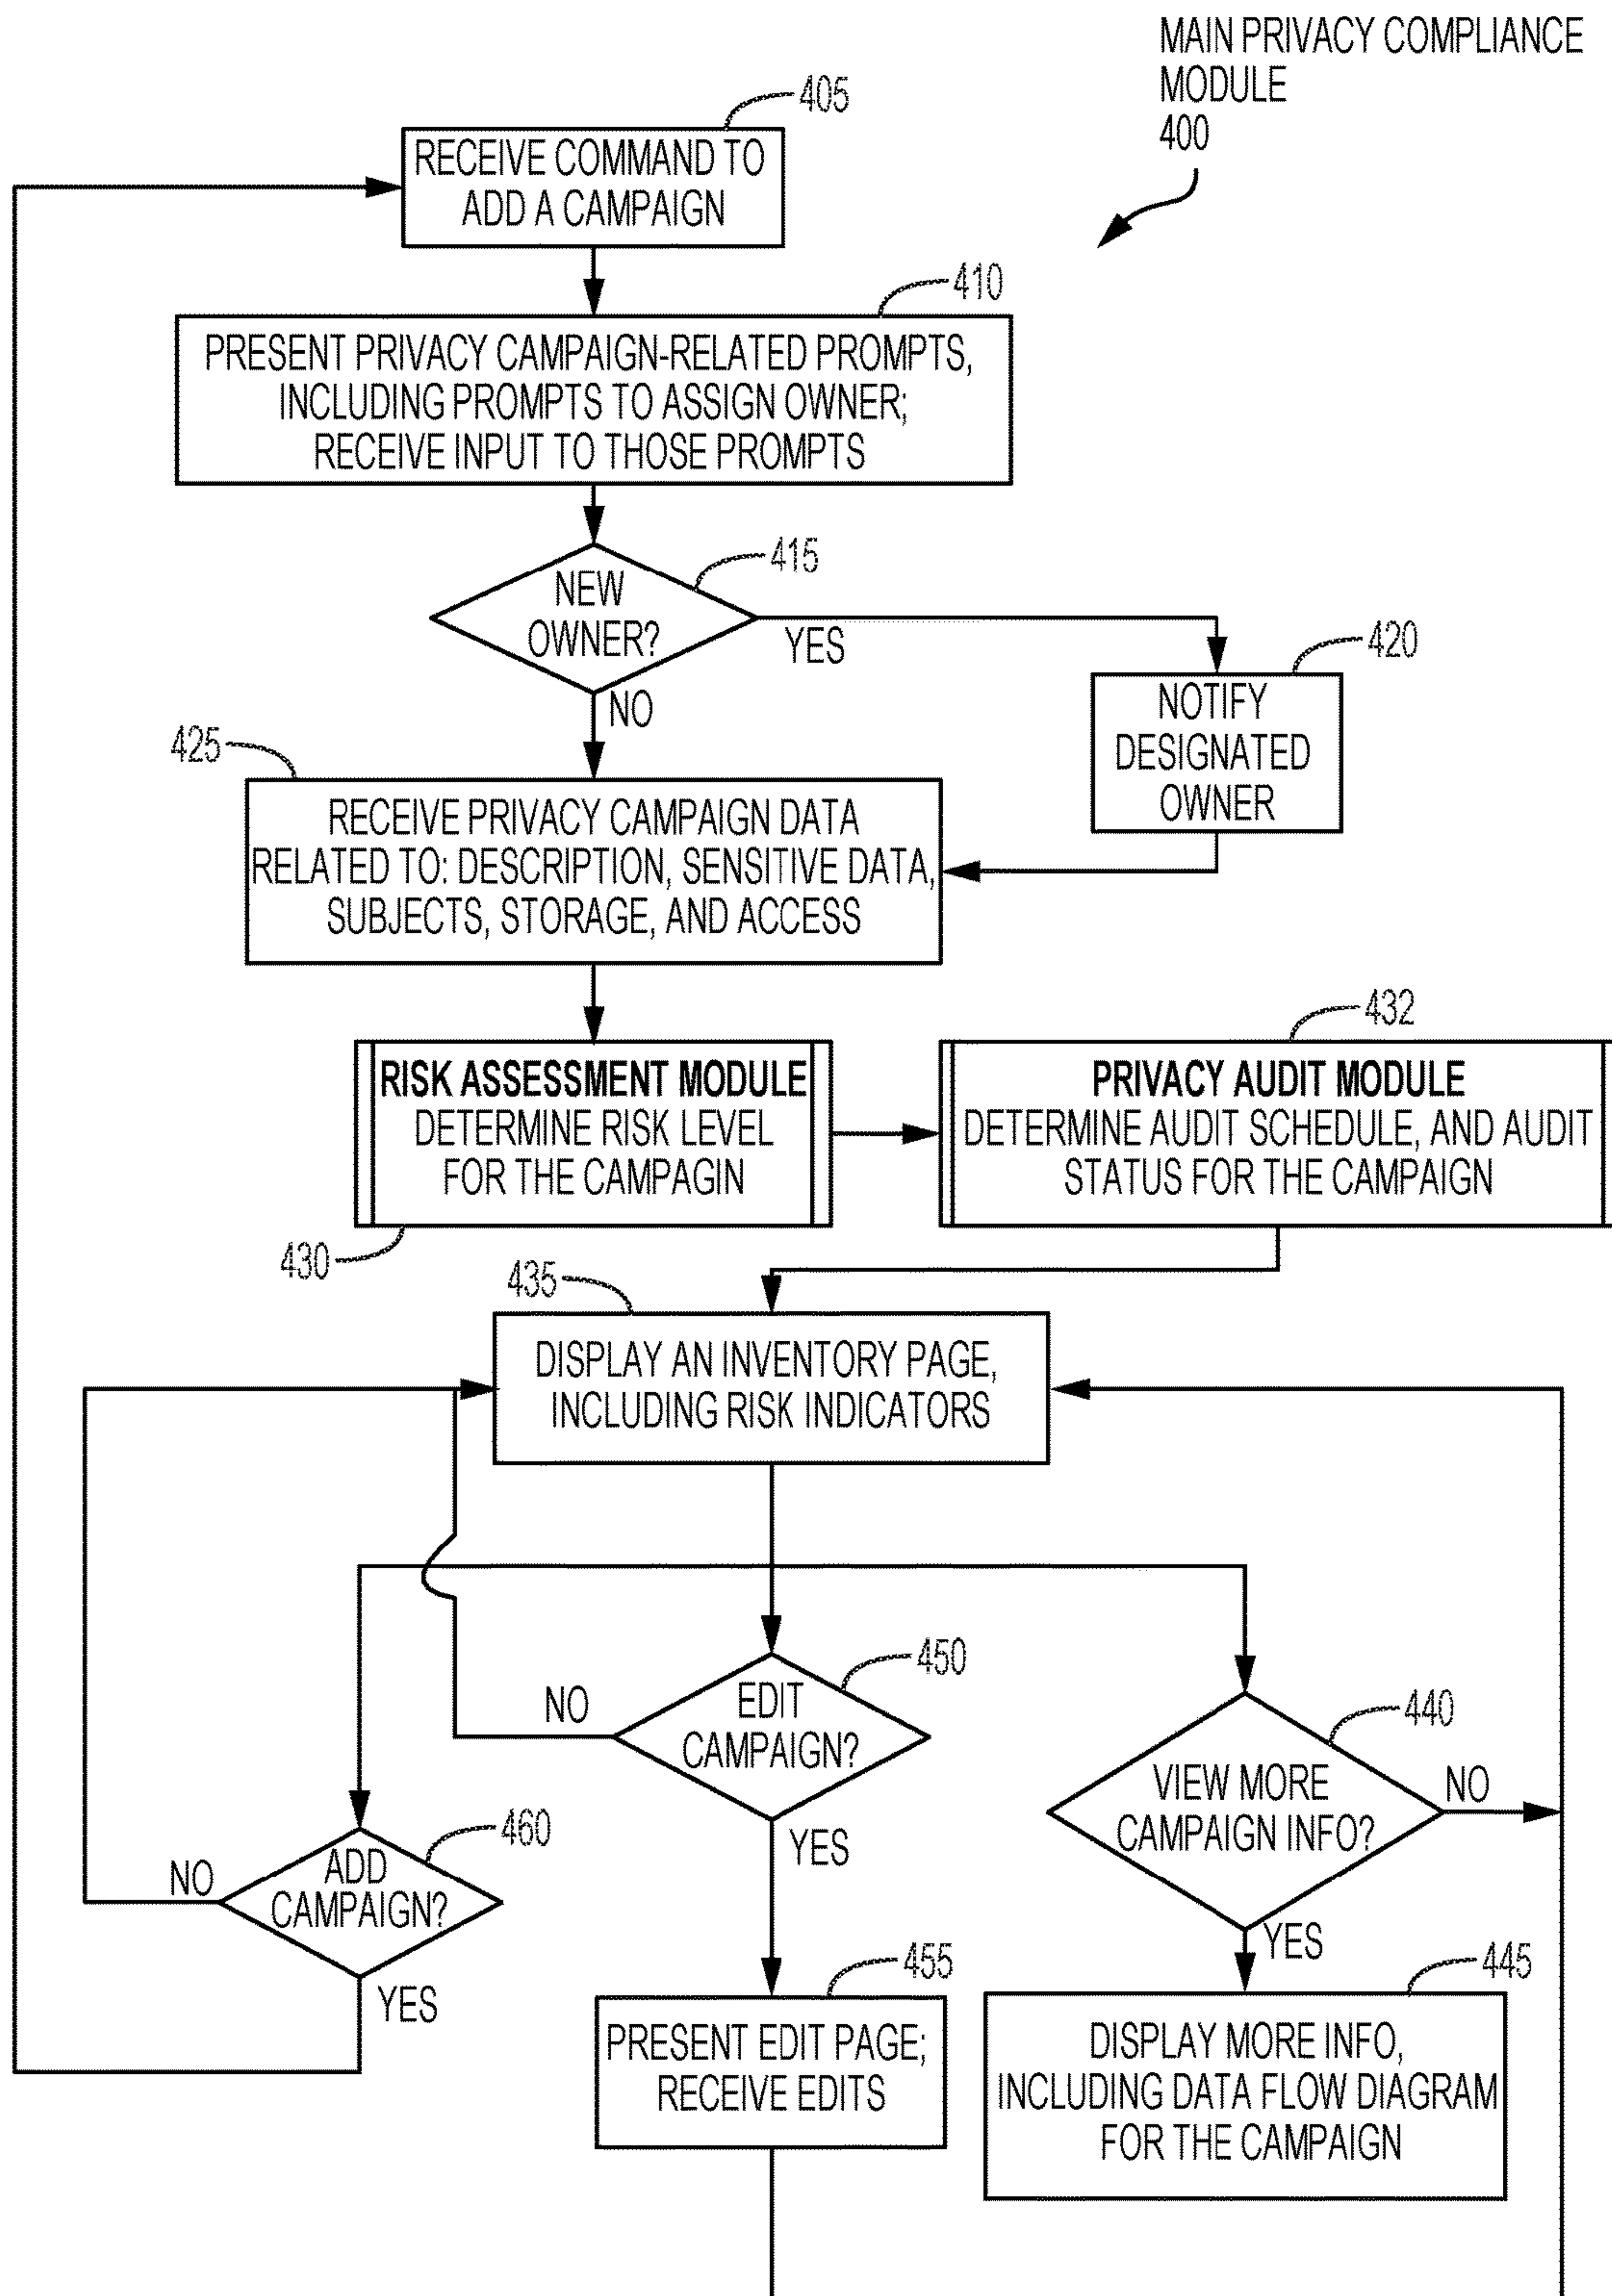 MAIN PRIVACY COMPLIANCE
MODULE
400
405
RECEIVE COMMAND TO
ADD A CAMPAIGN
410
PRESENT PRIVACY CAMPAIGN-RELATED PROMPTS,
INCLUDING PROMPTS TO ASSIGN OWNER;
RECEIVE INPUT TO THOSE PROMPTS
415
NEW
OWNER?
YES
NO
420
NOTIFY
DESIGNATED
OWNER
425
RECEIVE PRIVACY CAMPAIGN DATA
RELATED TO: DESCRIPTION, SENSITIVE DATA,
SUBJECTS, STORAGE, AND ACCESS
RISK ASSESSMENT MODULE
DETERMINE RISK LEVEL
FOR THE CAMPAGIN
430
432
PRIVACY AUDIT MODULE
DETERMINE AUDIT SCHEDULE, AND AUDIT
STATUS FOR THE CAMPAIGN
435
DISPLAY AN INVENTORY PAGE,
INCLUDING RISK INDICATORS
450
EDIT
CAMPAIGN?
NO
YES
440
VIEW MORE
CAMPAIGN INFO?
NO
YES
460
ADD
CAMPAIGN?
NO
YES
455
PRESENT EDIT PAGE;
RECEIVE EDITS
445
DISPLAY MORE INFO,
INCLUDING DATA FLOW DIAGRAM
FOR THE CAMPAIGN